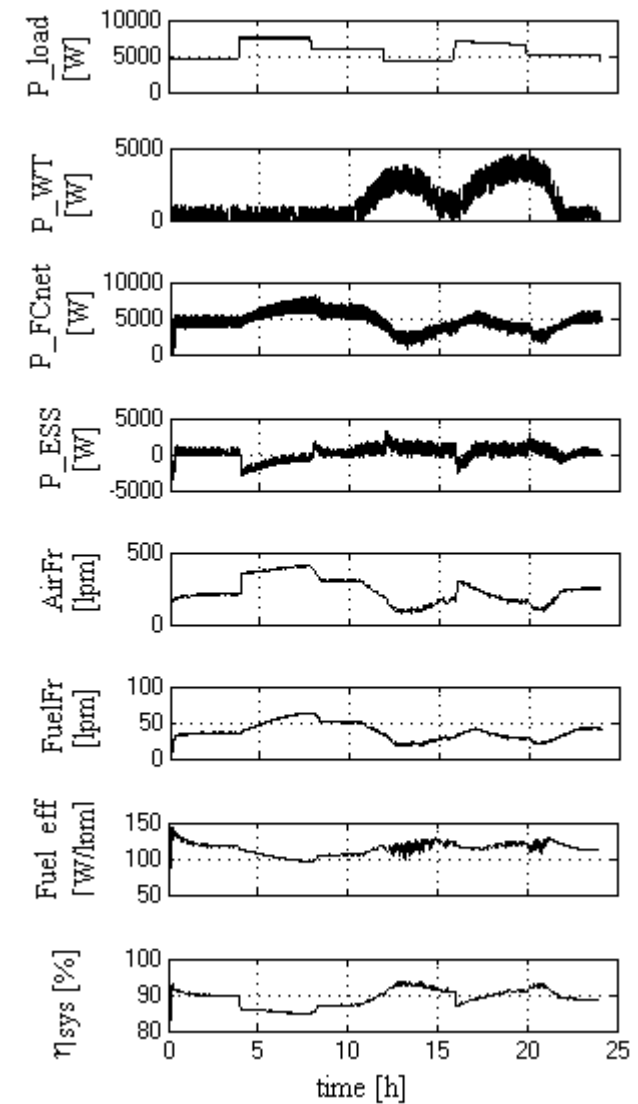 10000
P_load
[W]
5000
0
5000
P_WT
[W]
0
10000
P_FCnet
[W]
5000
0
5000
P_ESS
[W]
0
-5000
500
AirFr
[lpm]
0
100
FuelFr
[lpm]
50
0
150
Fuel eff
[W/lpm]
100
50
100
ηsys [%]
90
80
0 5 10 15 20 25
time [h]